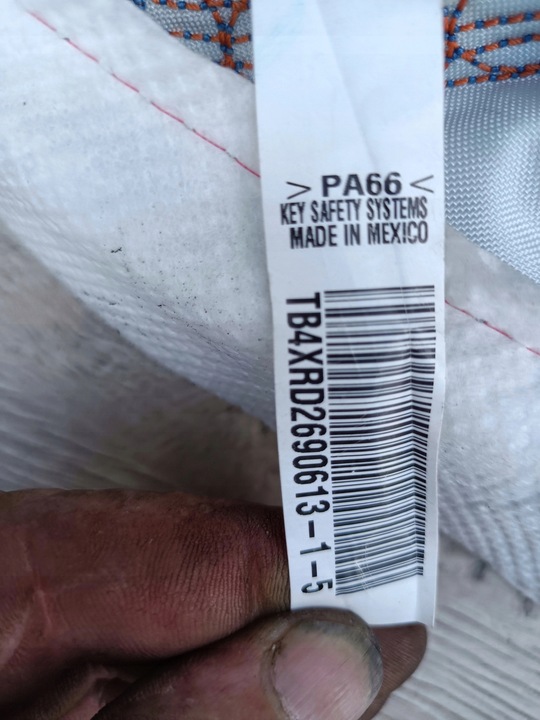 > PA66 <
KEY SAFETY SYSTEMS
MADE IN MEXICO
TB4XRD2690613-1-5